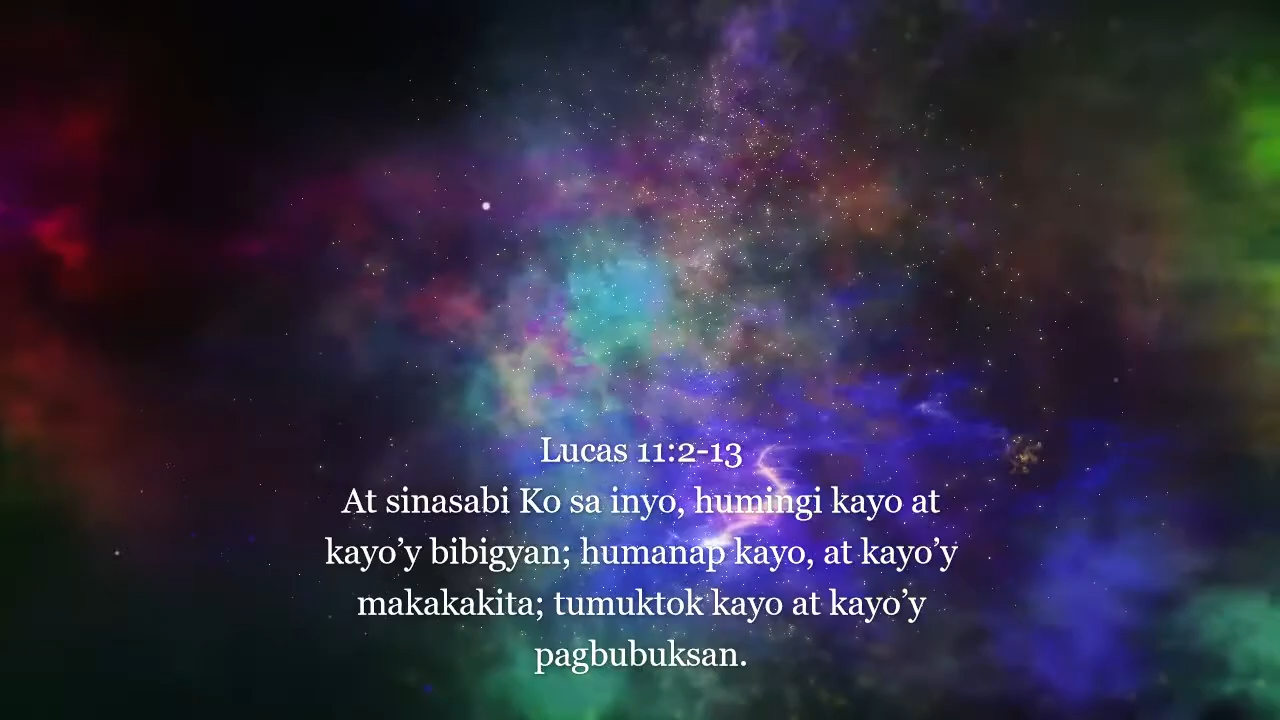 Lucas 11:2-13
At sinasabi Ko sa inyo, humingi kayo at
kayo’y bibigyan; humanap kayo, at kayo’y
makakakita; tumuktok kayo at kayo’y
pagbubuksan.